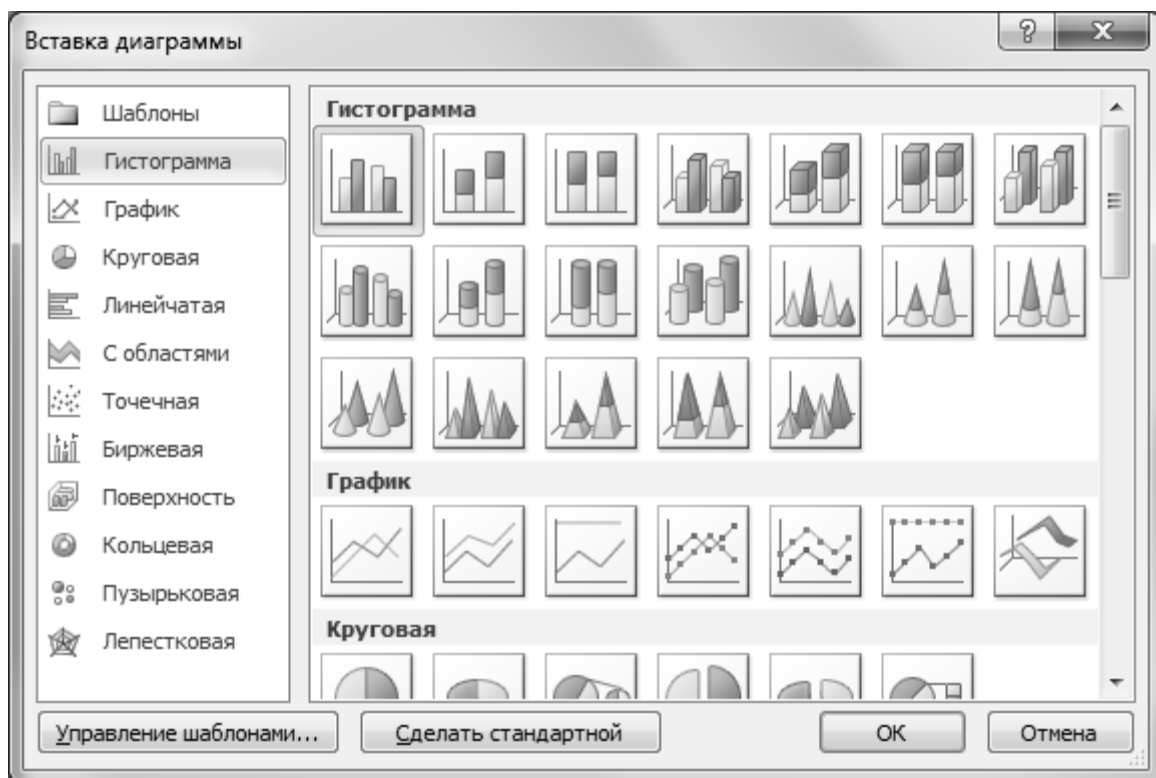 Вставка диаграммы
Шаблоны
Гистограмма
График
Круговая
Линейчатая
С областями
Точечная
Биржевая
Поверхность
Кольцевая
Пузырьковая
Лепестковая
Гистограмма
График
Круговая
Управление шаблонами...
Сделать стандартной
ОК
Отмена